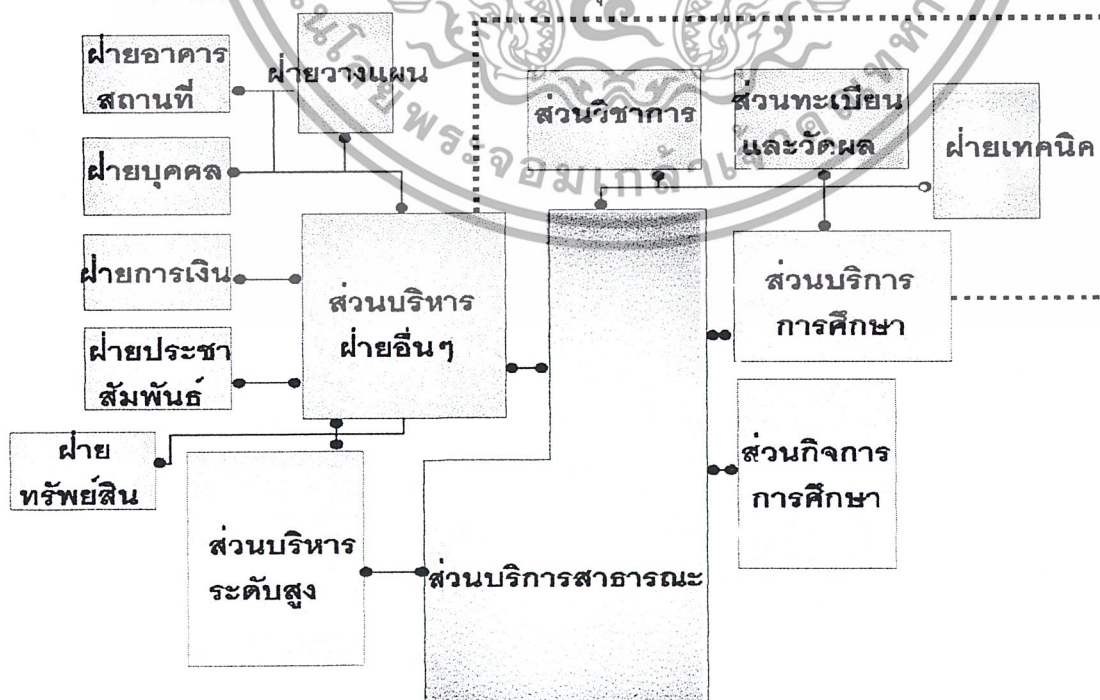 ฝ่ายอาคาร
สถานที่
ฝ่ายวางแผน
ส่วนวิชาการ
ส่วนทะเบียน
และวัดผล
ฝ่ายเทคนิค
ฝ่ายบุคคล
ฝ่ายการเงิน
ส่วนบริหาร
ฝ่ายอื่นๆ
ส่วนบริการ
การศึกษา
ฝ่ายประชา
สัมพันธ์
ฝ่าย
ทรัพย์สิน
ส่วนกิจการ
การศึกษา
ส่วนบริหาร
ระดับสูง
ส่วนบริการสาธารณะ